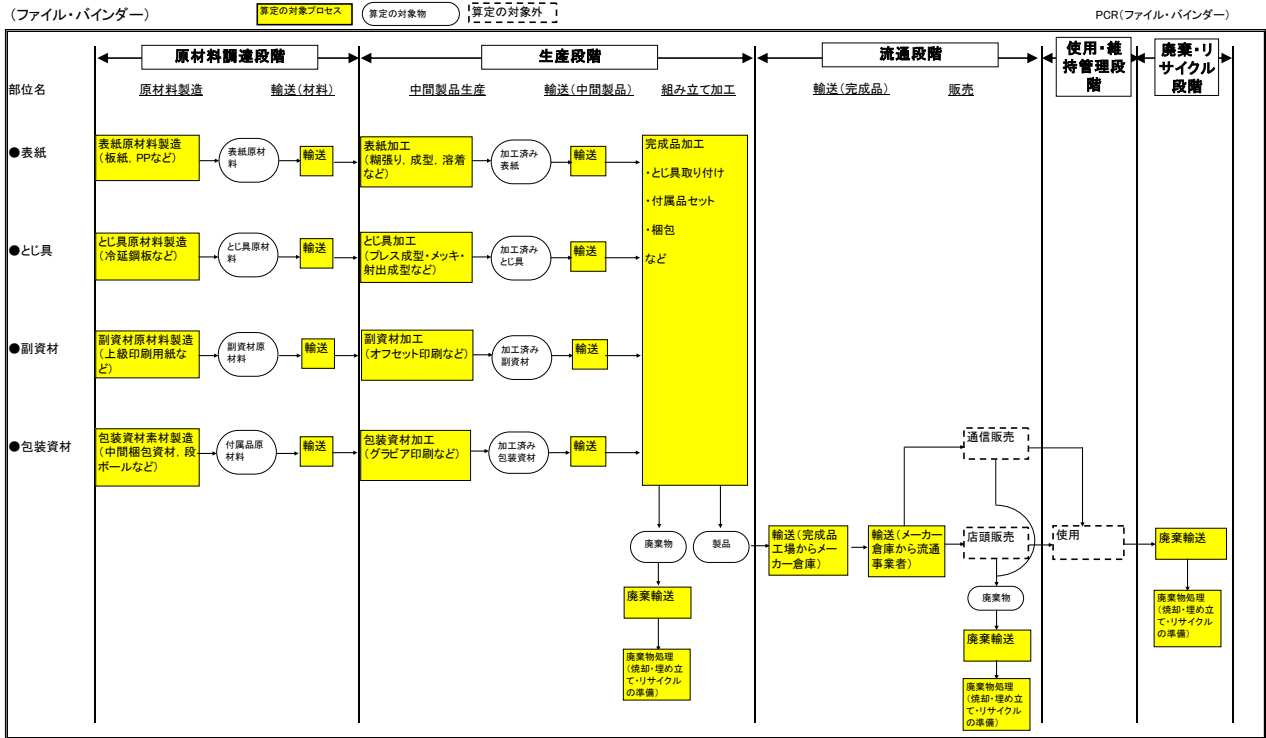 (ファイル・バインダー)
算定の対象プロセス
算定の対象物
算定の対象外
PCR(ファイル・バインダー)
原材料調達段階
生産段階
流通段階
使用・維
持管理段
階
廃棄・リ
サイクル
段階
部位名
原材料製造
輸送(材料)
中間製品生産
輸送(中間製品)
組み立て加工
輸送(完成品)
販売
●表紙
表紙原材料製造
(板紙, PPなど)
表紙原材
料
輸送
表紙加工
(糊張り, 成型, 溶着
など)
加工済み
表紙
輸送
完成品加工
・とじ具取り付け
・付属品セット
・梱包
など
●とじ具
とじ具原材料製造
(冷延鋼板など)
とじ具原材
料
輸送
とじ具加工
(プレス成型・メッキ・
射出成型など)
加工済み
とじ具
輸送
●副資材
副資材原材料製造
(上級印刷用紙な
ど)
副資材原
材料
輸送
副資材加工
(オフセット印刷など)
加工済み
副資材
輸送
●包装資材
包装資材素材製造
(中間梱包資材, 段
ボールなど)
付属品原
材料
輸送
包装資材加工
(グラビア印刷など)
加工済み
包装資材
輸送
通信販売
廃棄物
製品
輸送(完成品
工場からメー
カー倉庫)
輸送(メーカー
倉庫から流通
事業者)
店頭販売
使用
廃棄輸送
廃棄輸送
廃棄物
廃棄物処理
(焼却・埋め立
て・リサイクル
の準備)
廃棄輸送
廃棄物処理
(焼却・埋め立
て・リサイクル
の準備)
廃棄物処理
(焼却・埋め立
て・リサイクル
の準備)